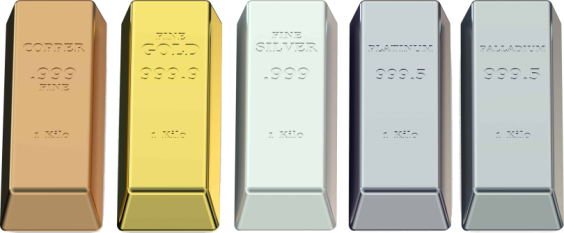 COPPER
.999
FINE
1 Kilo
FINE
GOLD
999.9
1 Kilo
FINE
SILVER
.999
1 Kilo
PLATINUM
999.5
1 Kilo
PALLADIUM
999.5
1 Kilo